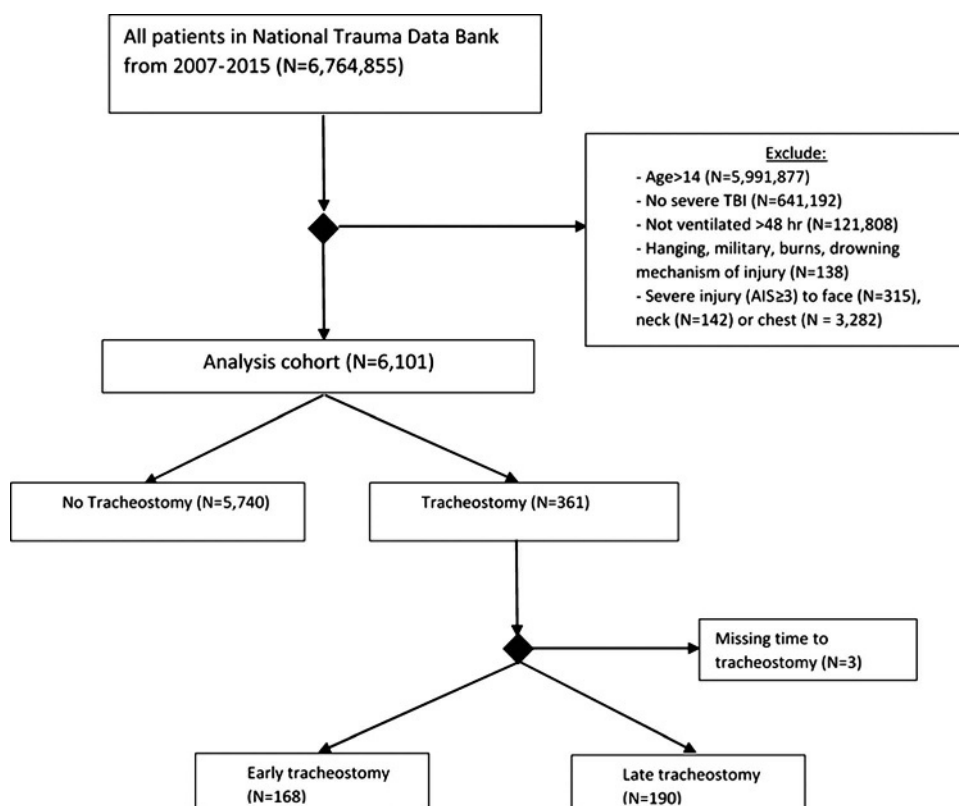 All patients in National Trauma Data Bank
from 2007-2015 (N=6,764,855)
Exclude:
- Age>14 (N=5,991,877)
- No severe TBI (N=641,192)
- Not ventilated >48 hr (N=121,808)
- Hanging, military, burns, drowning
mechanism of injury (N=138)
- Severe injury (AIS≥3) to face (N=315),
neck (N=142) or chest (N = 3,282)
Analysis cohort (N=6,101)
No Tracheostomy (N=5,740)
Tracheostomy (N=361)
Missing time to
tracheostomy (N=3)
Early tracheostomy
(N=168)
Late tracheostomy
(N=190)